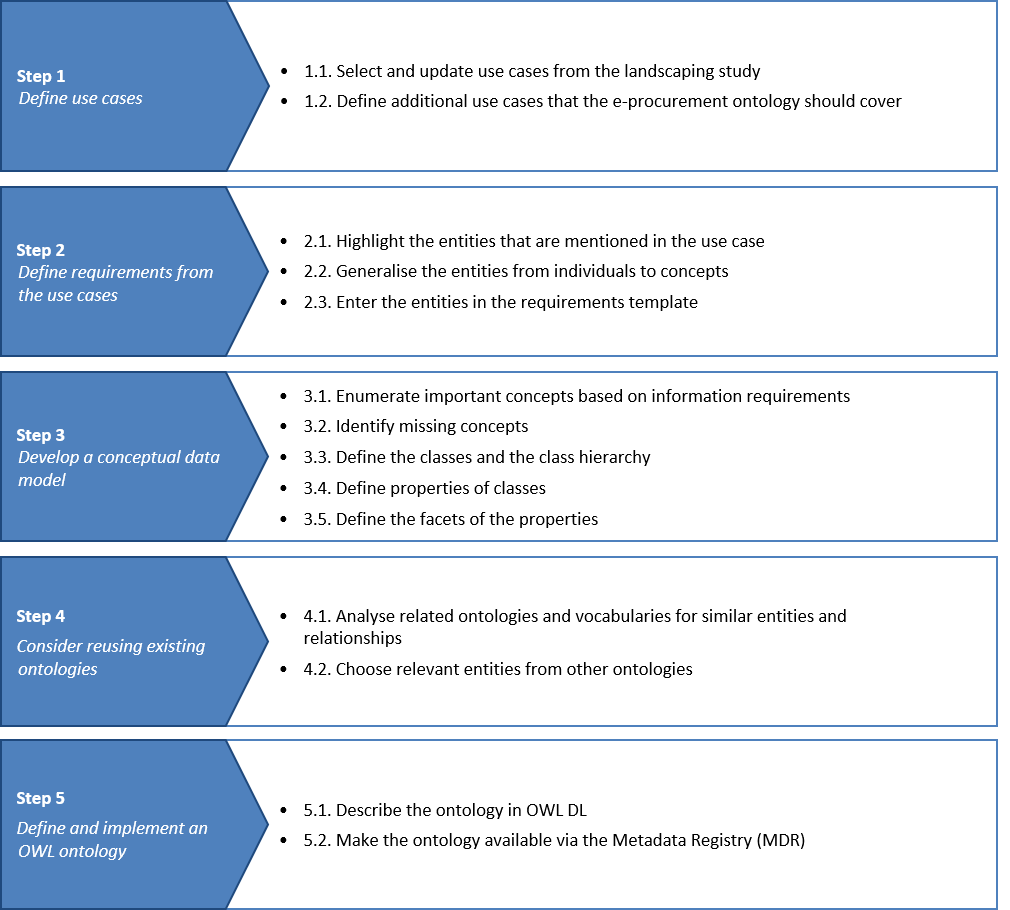 Step 1
Define use cases
• 1.1. Select and update use cases from the landscaping study
• 1.2. Define additional use cases that the e-procurement ontology should cover
Step 2
Define requirements from
the use cases
• 2.1. Highlight the entities that are mentioned in the use case
• 2.2. Generalise the entities from individuals to concepts
• 2.3. Enter the entities in the requirements template
Step 3
Develop a conceptual data
model
• 3.1. Enumerate important concepts based on information requirements
• 3.2. Identify missing concepts
• 3.3. Define the classes and the class hierarchy
• 3.4. Define properties of classes
• 3.5. Define the facets of the properties
Step 4
Consider reusing existing
ontologies
• 4.1. Analyse related ontologies and vocabularies for similar entities and
relationships
• 4.2. Choose relevant entities from other ontologies
Step 5
Define and implement an
OWL ontology
• 5.1. Describe the ontology in OWL DL
• 5.2. Make the ontology available via the Metadata Registry (MDR)